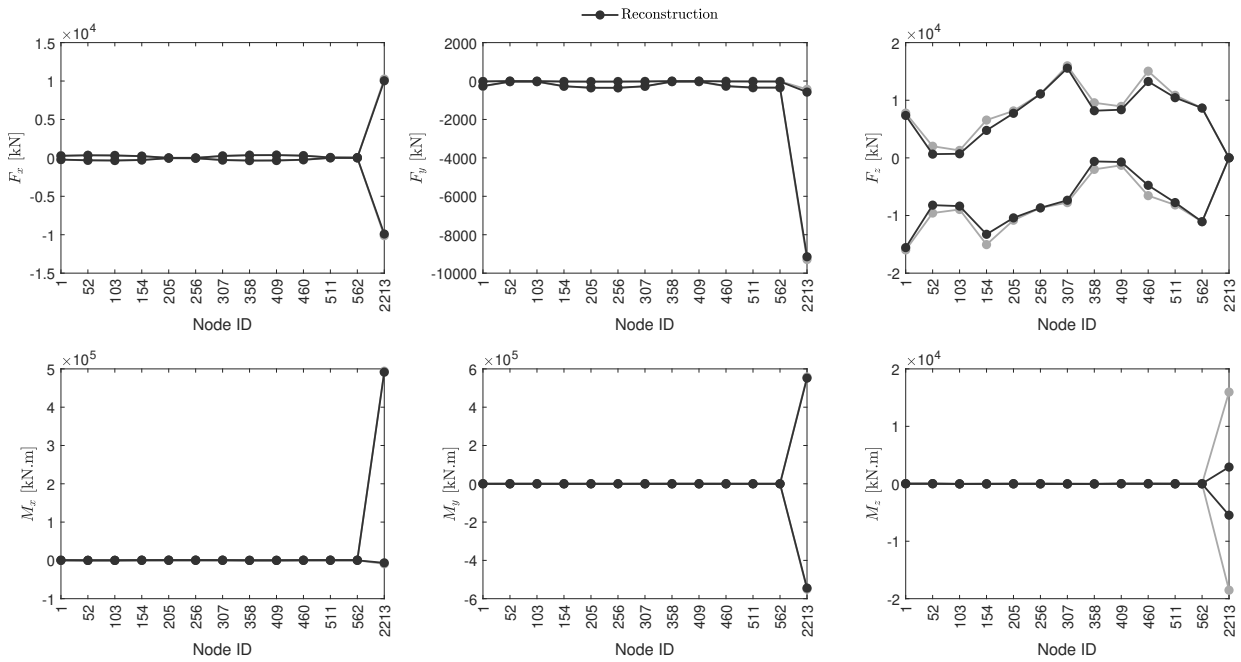 Reconstruction
×10⁴
1.5
1
0.5
0
-0.5
-1
-1.5
F_x [kN]
1 52 103 154 205 256 307 358 409 460 511 562 2213
Node ID
2000
0
-2000
-4000
-6000
-8000
-10000
F_y [kN]
1 52 103 154 205 256 307 358 409 460 511 562 2213
Node ID
×10⁴
2
1
0
-1
-2
F_z [kN]
1 52 103 154 205 256 307 358 409 460 511 562 2213
Node ID
×10⁵
5
4
3
2
1
0
-1
M_x [kN.m]
1 52 103 154 205 256 307 358 409 460 511 562 2213
Node ID
×10⁵
6
4
2
0
-2
-4
-6
M_y [kN.m]
1 52 103 154 205 256 307 358 409 460 511 562 2213
Node ID
×10⁴
2
1
0
-1
-2
M_z [kN.m]
1 52 103 154 205 256 307 358 409 460 511 562 2213
Node ID